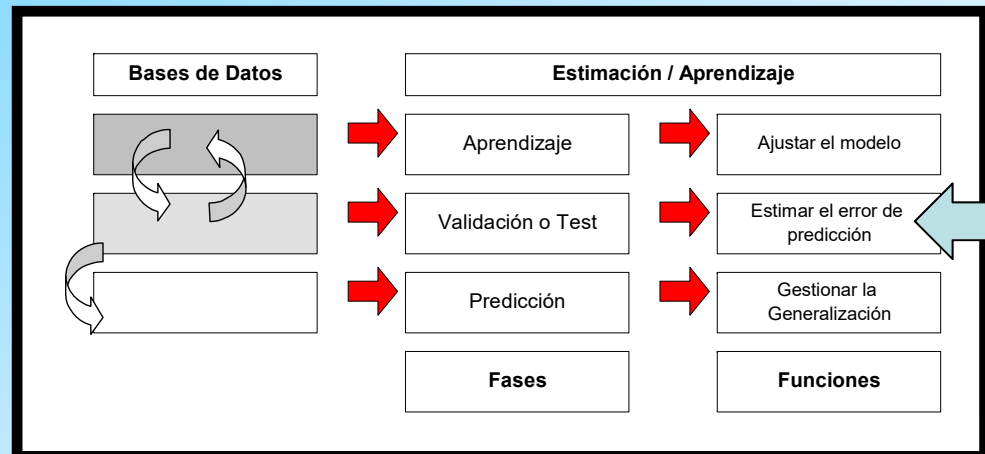 Bases de Datos
Estimación / Aprendizaje
Aprendizaje
Ajustar el modelo
Validación o Test
Estimar el error de
predicción
Predicción
Gestionar la
Generalización
Fases
Funciones